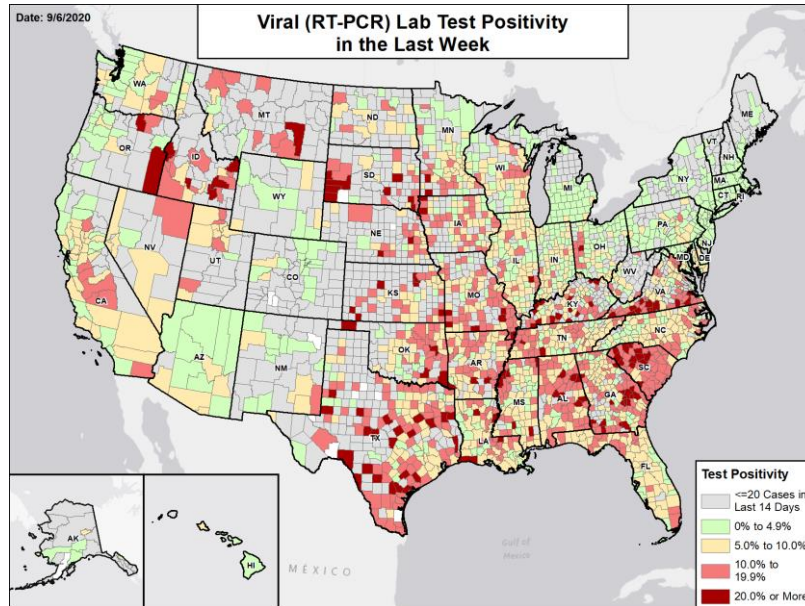 Date: 9/6/2020
Viral (RT-PCR) Lab Test Positivity
in the Last Week
WA
MT
ND
MN
ME
OR
ID
SD
WI
VT
NH
NY
MA
CT
RI
WY
MI
IA
NE
PA
NJ
NV
UT
CO
IL
IN
OH
MD
DE
WV
VA
CA
KS
MO
KY
NC
TN
AZ
NM
OK
AR
SC
MS
AL
GA
TX
LA
FL
AK
HI
MÉXICO
Gulf of
Mexico
Test Positivity
<=20 Cases in
Last 14 Days
0% to 4.9%
5.0% to 10.0%
10.0% to
19.9%
20.0% or More